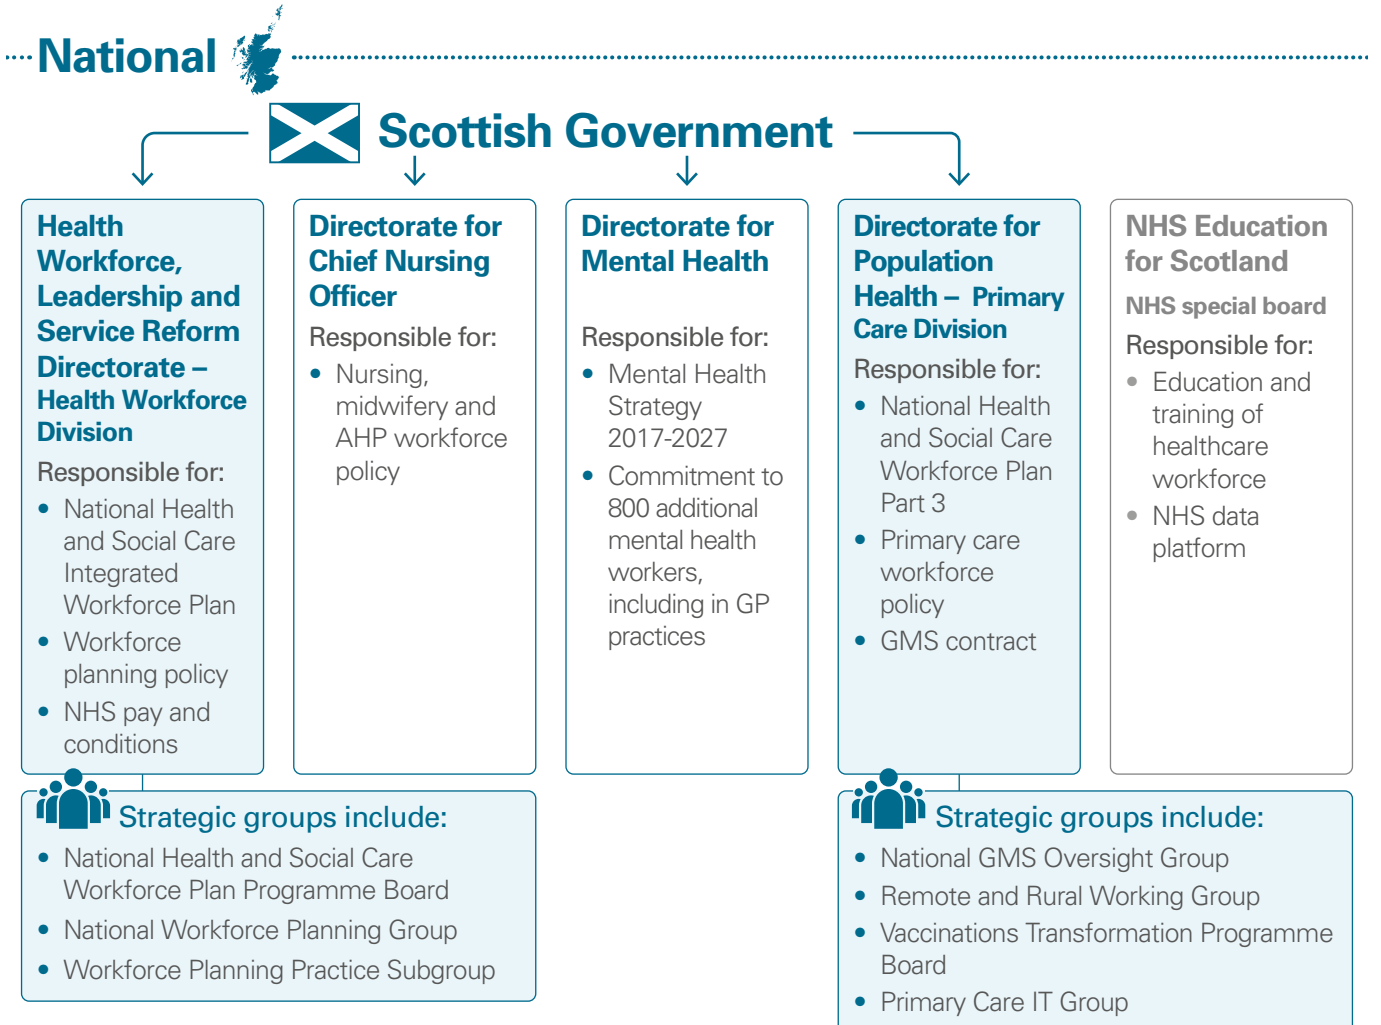 National
Scottish Government
Health
Workforce,
Leadership and
Service Reform
Directorate –
Health Workforce
Division
Responsible for:
• National Health
and Social Care
Integrated
Workforce Plan
• Workforce
planning policy
• NHS pay and
conditions
Directorate for
Chief Nursing
Officer
Responsible for:
• Nursing,
midwifery and
AHP workforce
policy
Directorate for
Mental Health
Responsible for:
• Mental Health
Strategy
2017-2027
• Commitment to
800 additional
mental health
workers,
including in GP
practices
Directorate for
Population
Health – Primary
Care Division
Responsible for:
• National Health
and Social Care
Workforce Plan
Part 3
• Primary care
workforce
policy
• GMS contract
NHS Education
for Scotland
NHS special board
Responsible for:
• Education and
training of
healthcare
workforce
• NHS data
platform
Strategic groups include:
• National Health and Social Care
Workforce Plan Programme Board
• National Workforce Planning Group
• Workforce Planning Practice Subgroup
Strategic groups include:
• National GMS Oversight Group
• Remote and Rural Working Group
• Vaccinations Transformation Programme
Board
• Primary Care IT Group